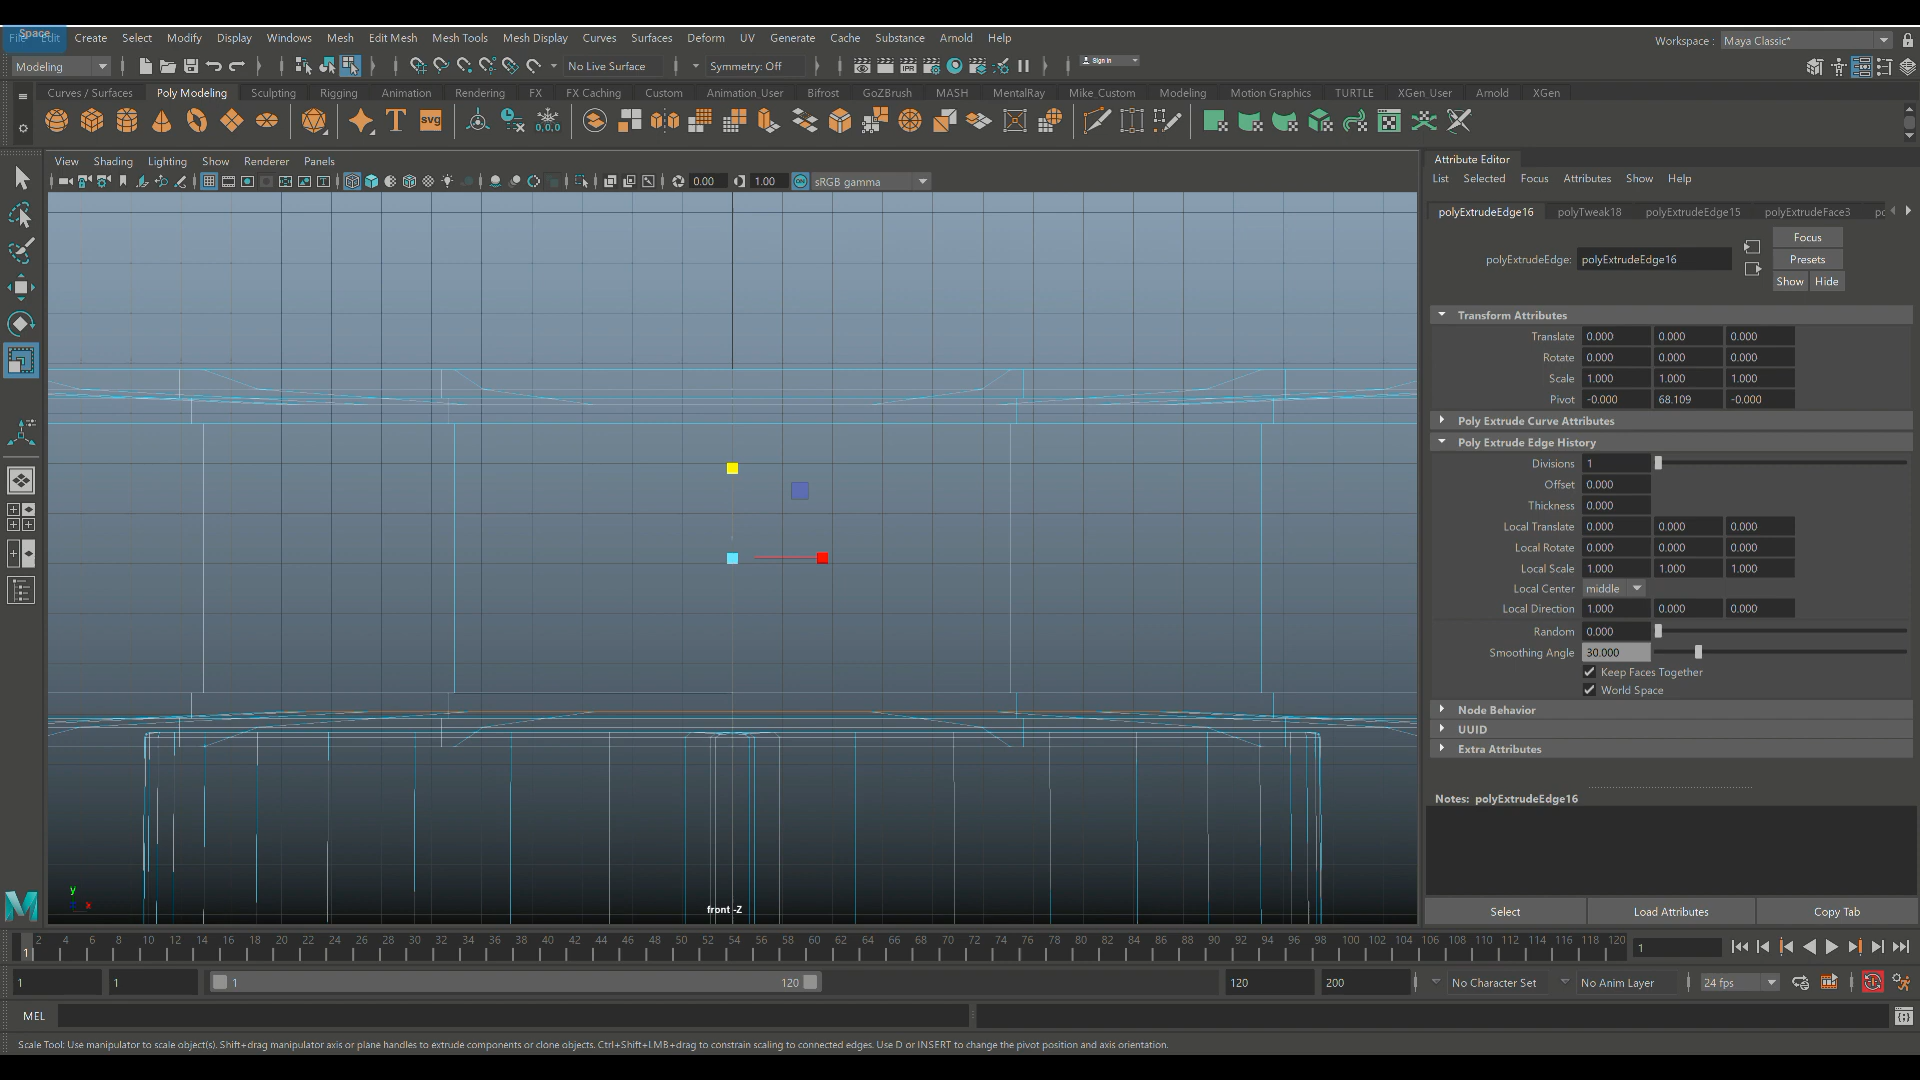 Space
File Edit Create Select Modify Display Windows Mesh Edit Mesh Mesh Tools Mesh Display Curves Surfaces Deform UV Generate Cache Substance Arnold Help
Workspace : Maya Classic*
Modeling No Live Surface Symmetry: Off Sign In
Curves / Surfaces Poly Modeling Sculpting Rigging Animation Rendering FX FX Caching Custom Animation_User Bifrost GoZBrush MASH MentalRay Mike_Custom Modeling Motion Graphics TURTLE XGen_User Arnold XGen
T svg 0,0,0
View Shading Lighting Show Renderer Panels
0.00 1.00 ON sRGB gamma
Attribute Editor
List Selected Focus Attributes Show Help
polyExtrudeEdge16 polyTweak18 polyExtrudeEdge15 polyExtrudeFace3 po
Focus
polyExtrudeEdge: polyExtrudeEdge16 Presets
Show Hide
Transform Attributes
Translate 0.000 0.000 0.000
Rotate 0.000 0.000 0.000
Scale 1.000 1.000 1.000
Pivot -0.000 68.109 -0.000
Poly Extrude Curve Attributes
Poly Extrude Edge History
Divisions 1
Offset 0.000
Thickness 0.000
Local Translate 0.000 0.000 0.000
Local Rotate 0.000 0.000 0.000
Local Scale 1.000 1.000 1.000
Local Center middle
Local Direction 1.000 0.000 0.000
Random 0.000
Smoothing Angle 30.000
Keep Faces Together
World Space
Node Behavior
UUID
Extra Attributes
Notes: polyExtrudeEdge16
Select Load Attributes Copy Tab
y x
front -Z
M
2 4 6 8 10 12 14 16 18 20 22 24 26 28 30 32 34 36 38 40 42 44 46 48 50 52 54 56 58 60 62 64 66 68 70 72 74 76 78 80 82 84 86 88 90 92 94 96 98 100 102 104 106 108 110 112 114 116 118 120
1 1
1 1 1 120 120 200 No Character Set No Anim Layer 24 fps
MEL
Scale Tool: Use manipulator to scale object(s). Shift+drag manipulator axis or plane handles to extrude components or clone objects. Ctrl+Shift+LMB+drag to constrain scaling to connected edges. Use D or INSERT to change the pivot position and axis orientation.